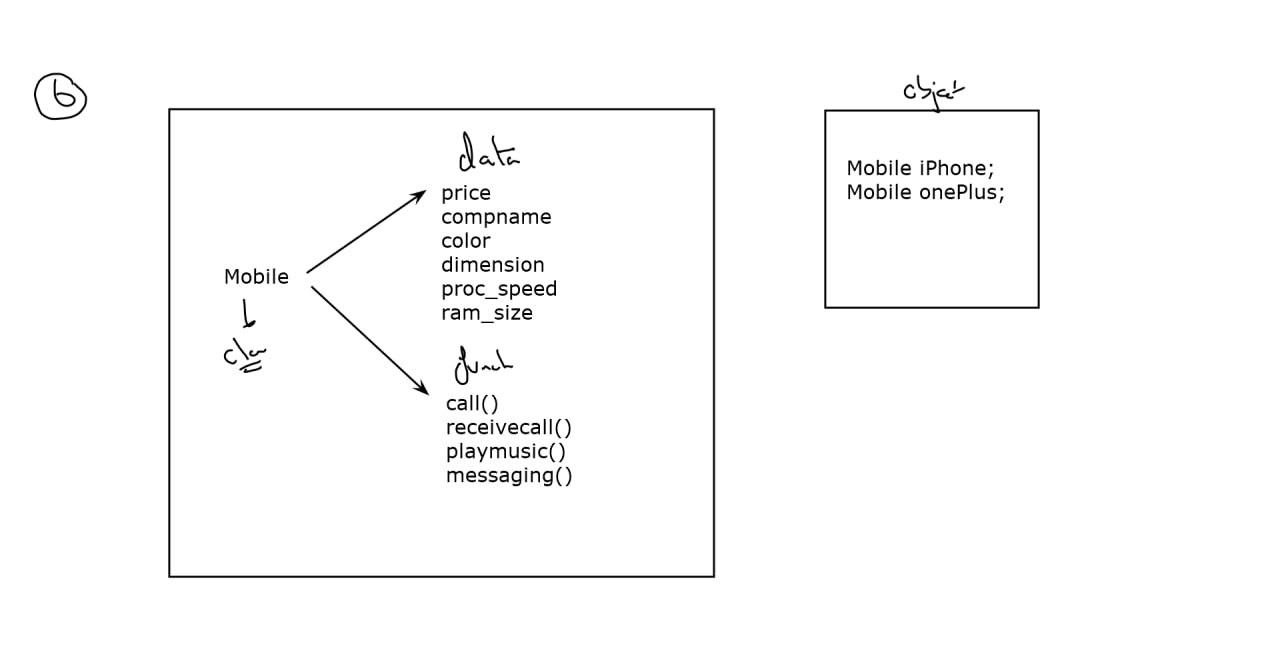 6
data
price
compname
color
dimension
proc_speed
ram_size
Mobile
class
funct
call()
receivecall()
playmusic()
messaging()
object
Mobile iPhone;
Mobile onePlus;